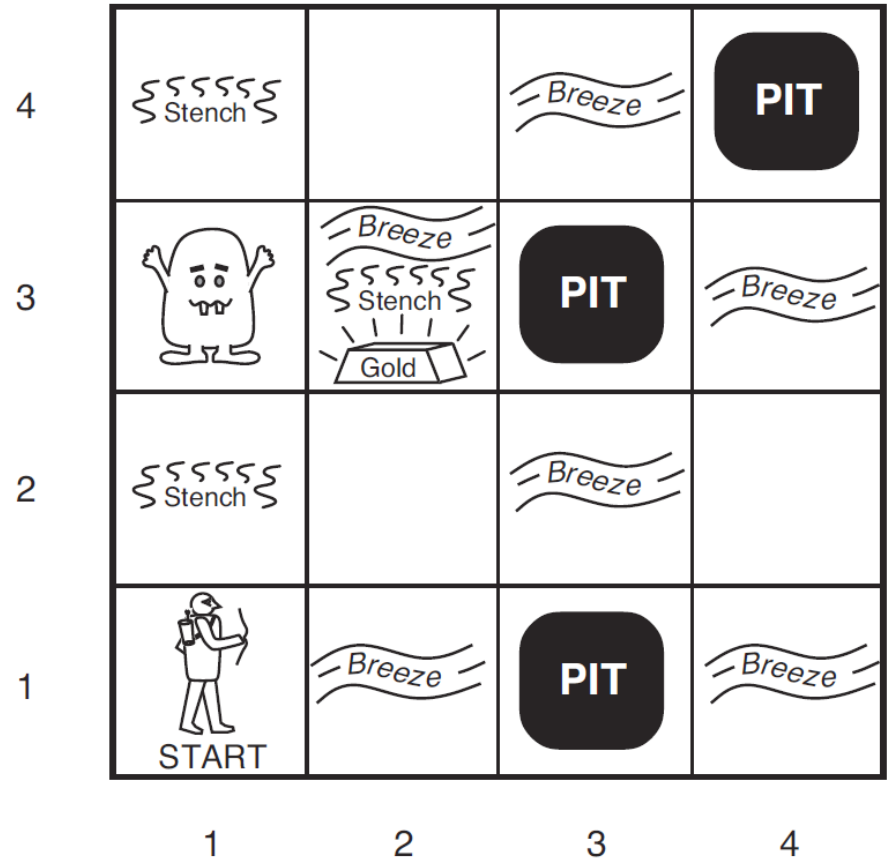 4
Stench
Breeze
PIT
3
Breeze
Stench
Gold
PIT
Breeze
2
Stench
Breeze
1
START
Breeze
PIT
Breeze
1 2 3 4